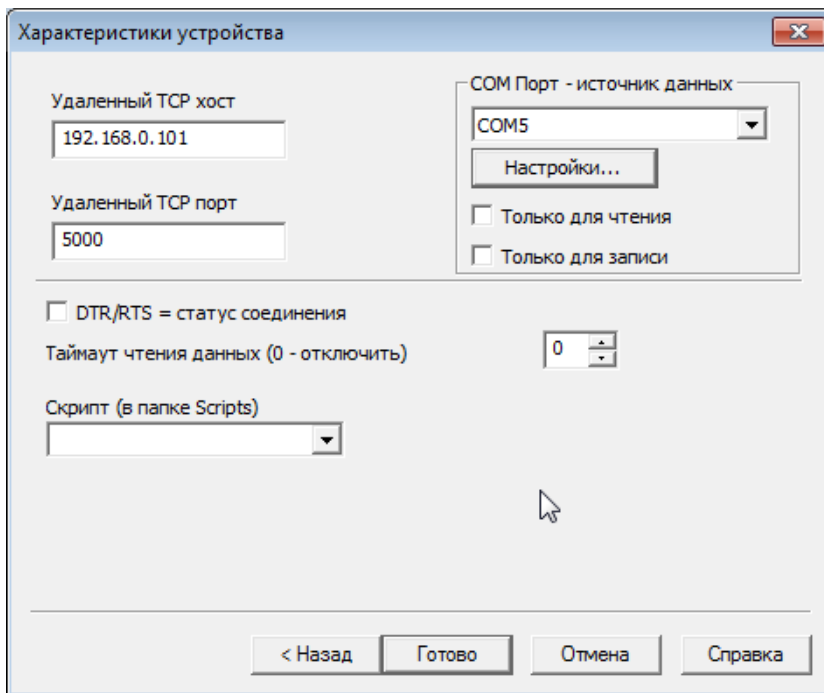 Характеристики устройства
Удаленный TCP хост
192.168.0.101
Удаленный TCP порт
5000
COM Порт - источник данных
COM5
Настройки...
Только для чтения
Только для записи
DTR/RTS = статус соединения
Таймаут чтения данных (0 - отключить)
0
Скрипт (в папке Scripts)
< Назад
Готово
Отмена
Справка